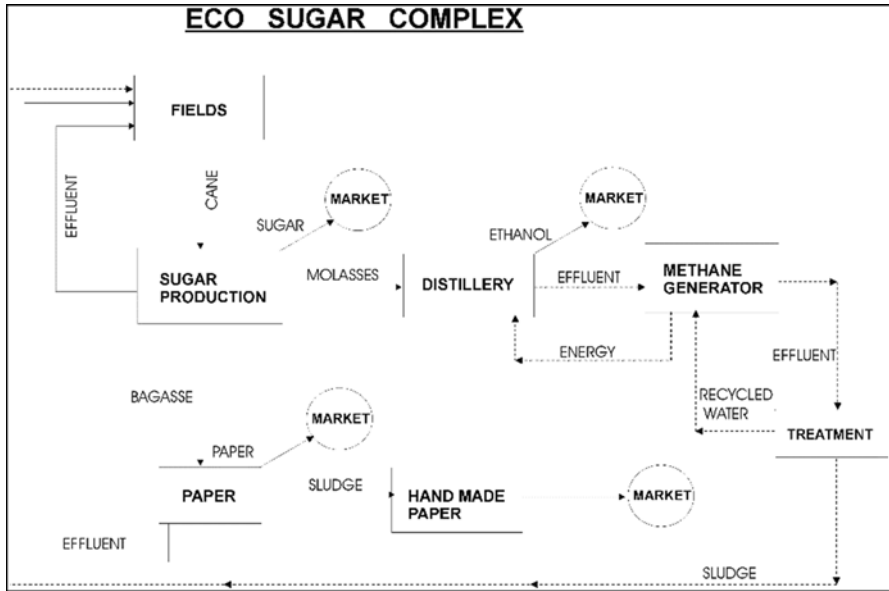 ECO SUGAR COMPLEX
FIELDS
EFFLUENT
CANE
MARKET
SUGAR
SUGAR
PRODUCTION
MOLASSES
DISTILLERY
ETHANOL
MARKET
EFFLUENT
METHANE
GENERATOR
ENERGY
EFFLUENT
RECYCLED
WATER
TREATMENT
BAGASSE
MARKET
PAPER
PAPER
SLUDGE
HAND MADE
PAPER
MARKET
EFFLUENT
SLUDGE